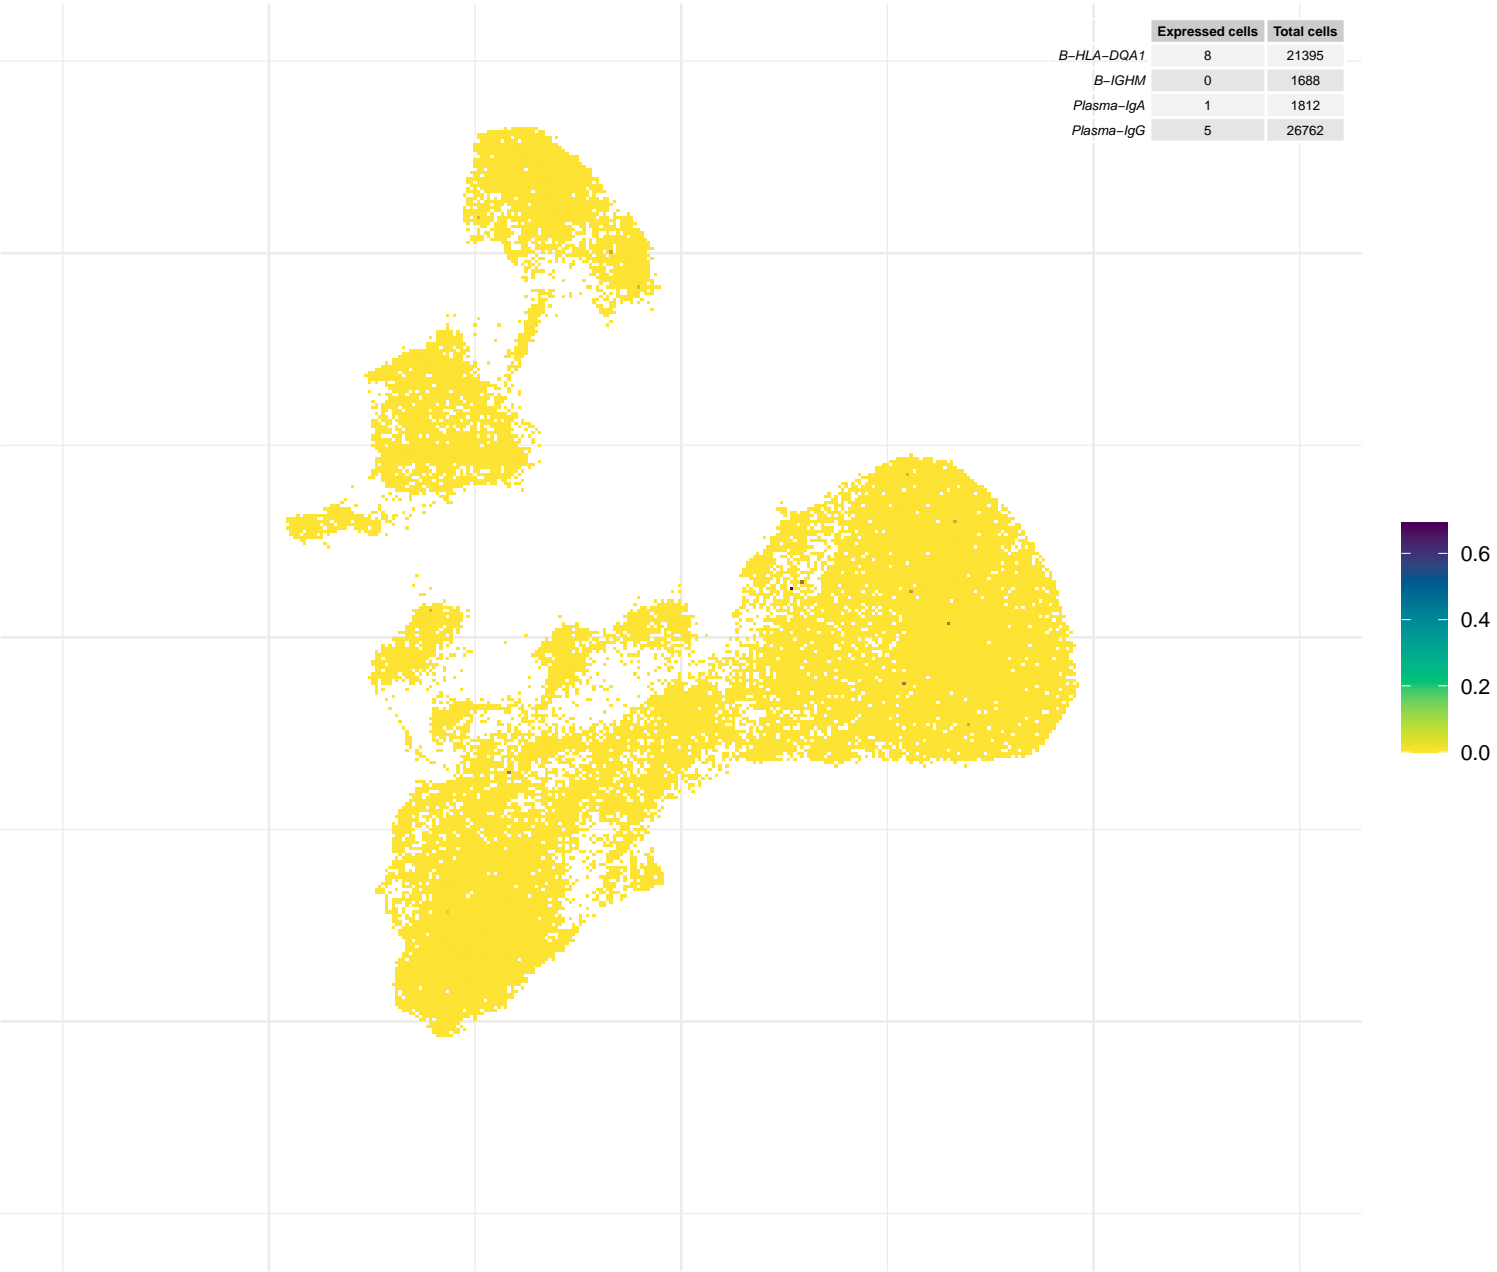 Expressed cells Total cells
B−HLA−DQA1 8 21395
B−IGHM 0 1688
Plasma−IgA 1 1812
Plasma−IgG 5 26762
0.6
0.4
0.2
0.0